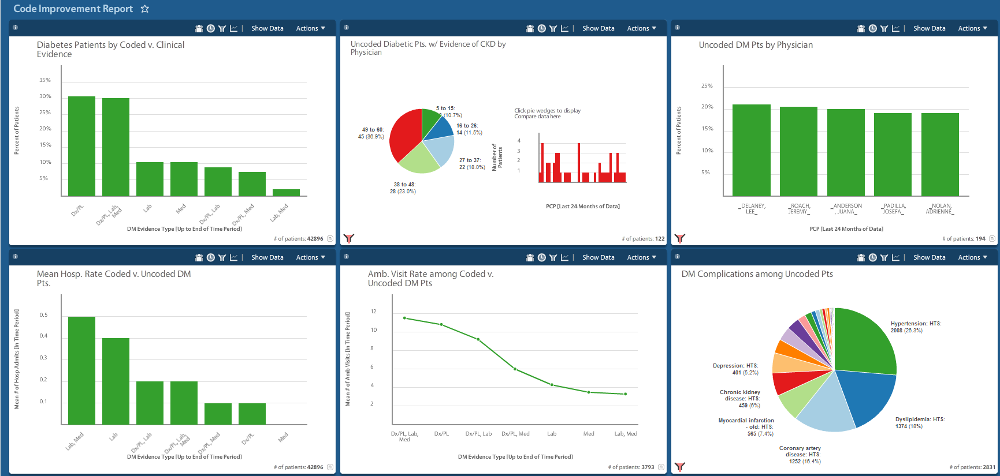 Code Improvement Report
Show Data
Actions
Diabetes Patients by Coded v. Clinical
Evidence
Percent of Patients
35%
30%
25%
20%
15%
10%
5%
Dx/PL
Dx/PL, Lab,
Med
Lab
Med
Dx/PL, Lab
Dx/PL, Med
Lab, Med
DM Evidence Type [Up to End of Time Period]
# of patients: 42896 n
Show Data
Actions
Uncoded Diabetic Pts. w/ Evidence of CKD by
Physician
5 to 15:
(10.7%)
16 to 26:
14 (11.5%)
27 to 37:
22 (18.0%)
38 to 48:
28 (23.0%)
49 to 60:
45 (36.9%)
Click pie wedges to display
Compare data here
Number of
Patients
4
3
2
1
PCP [Last 24 Months of Data]
# of patients: 122
Show Data
Actions
Uncoded DM Pts by Physician
Percent of Patients
25%
20%
15%
10%
5%
_DELANEY,
LEE_
_ROACH,
JEREMY_
_ANDERSON
, JUANA_
_PADILLA,
JOSEFA_
_NOLAN,
ADRIENNE_
PCP [Last 24 Months of Data]
# of patients: 194 n
Show Data
Actions
Mean Hosp. Rate Coded v. Uncoded DM
Pts.
Mean # of Hosp Admits [In Time Period]
0.5
0.4
0.3
0.2
0.1
Lab, Med
Lab
Dx/PL, Lab
Dx/PL, Lab,
Med
Dx/PL, Med
Dx/PL
Med
DM Evidence Type [Up to End of Time Period]
# of patients: 42896 n
Show Data
Actions
Amb. Visit Rate among Coded v.
Uncoded DM Pts
Mean # of Amb Visits [In Time Period]
12
10
8
6
4
2
Dx/PL, Lab,
Med
Dx/PL
Dx/PL, Lab
Dx/PL, Med
Lab
Med
Lab, Med
DM Evidence Type [Up to End of Time Period]
# of patients: 3793 n
Show Data
Actions
DM Complications among Uncoded Pts
Hypertension: HTS:
2008 (26.3%)
Dyslipidemia: HTS:
1374 (18%)
Coronary artery
disease: HTS:
1252 (16.4%)
Myocardial infarction
- old: HTS:
565 (7.4%)
Chronic kidney
disease: HTS:
459 (6%)
Depression: HTS:
401 (5.2%)
# of patients: 2831